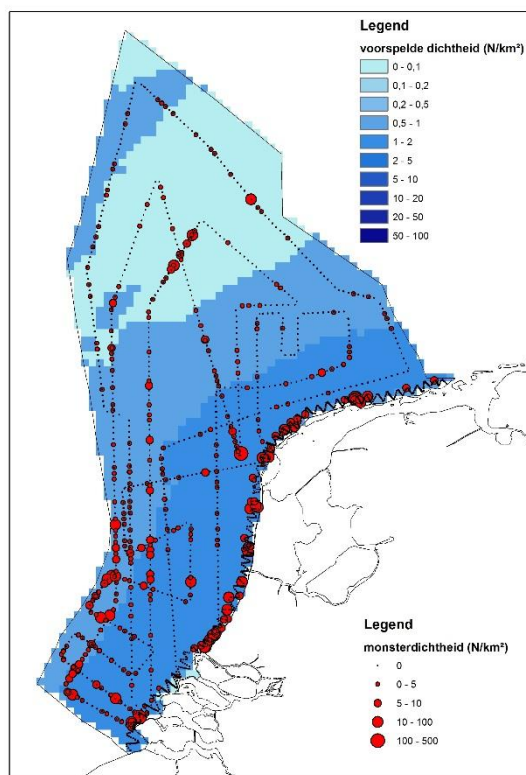 Legend
voorspelde dichtheid (N/km²)
0 - 0,1
0,1 - 0,2
0,2 - 0,5
0,5 - 1
1 - 2
2 - 5
5 - 10
10 - 20
20 - 50
50 - 100
Legend
monsterdichtheid (N/km²)
0
0 - 5
5 - 10
10 - 100
100 - 500